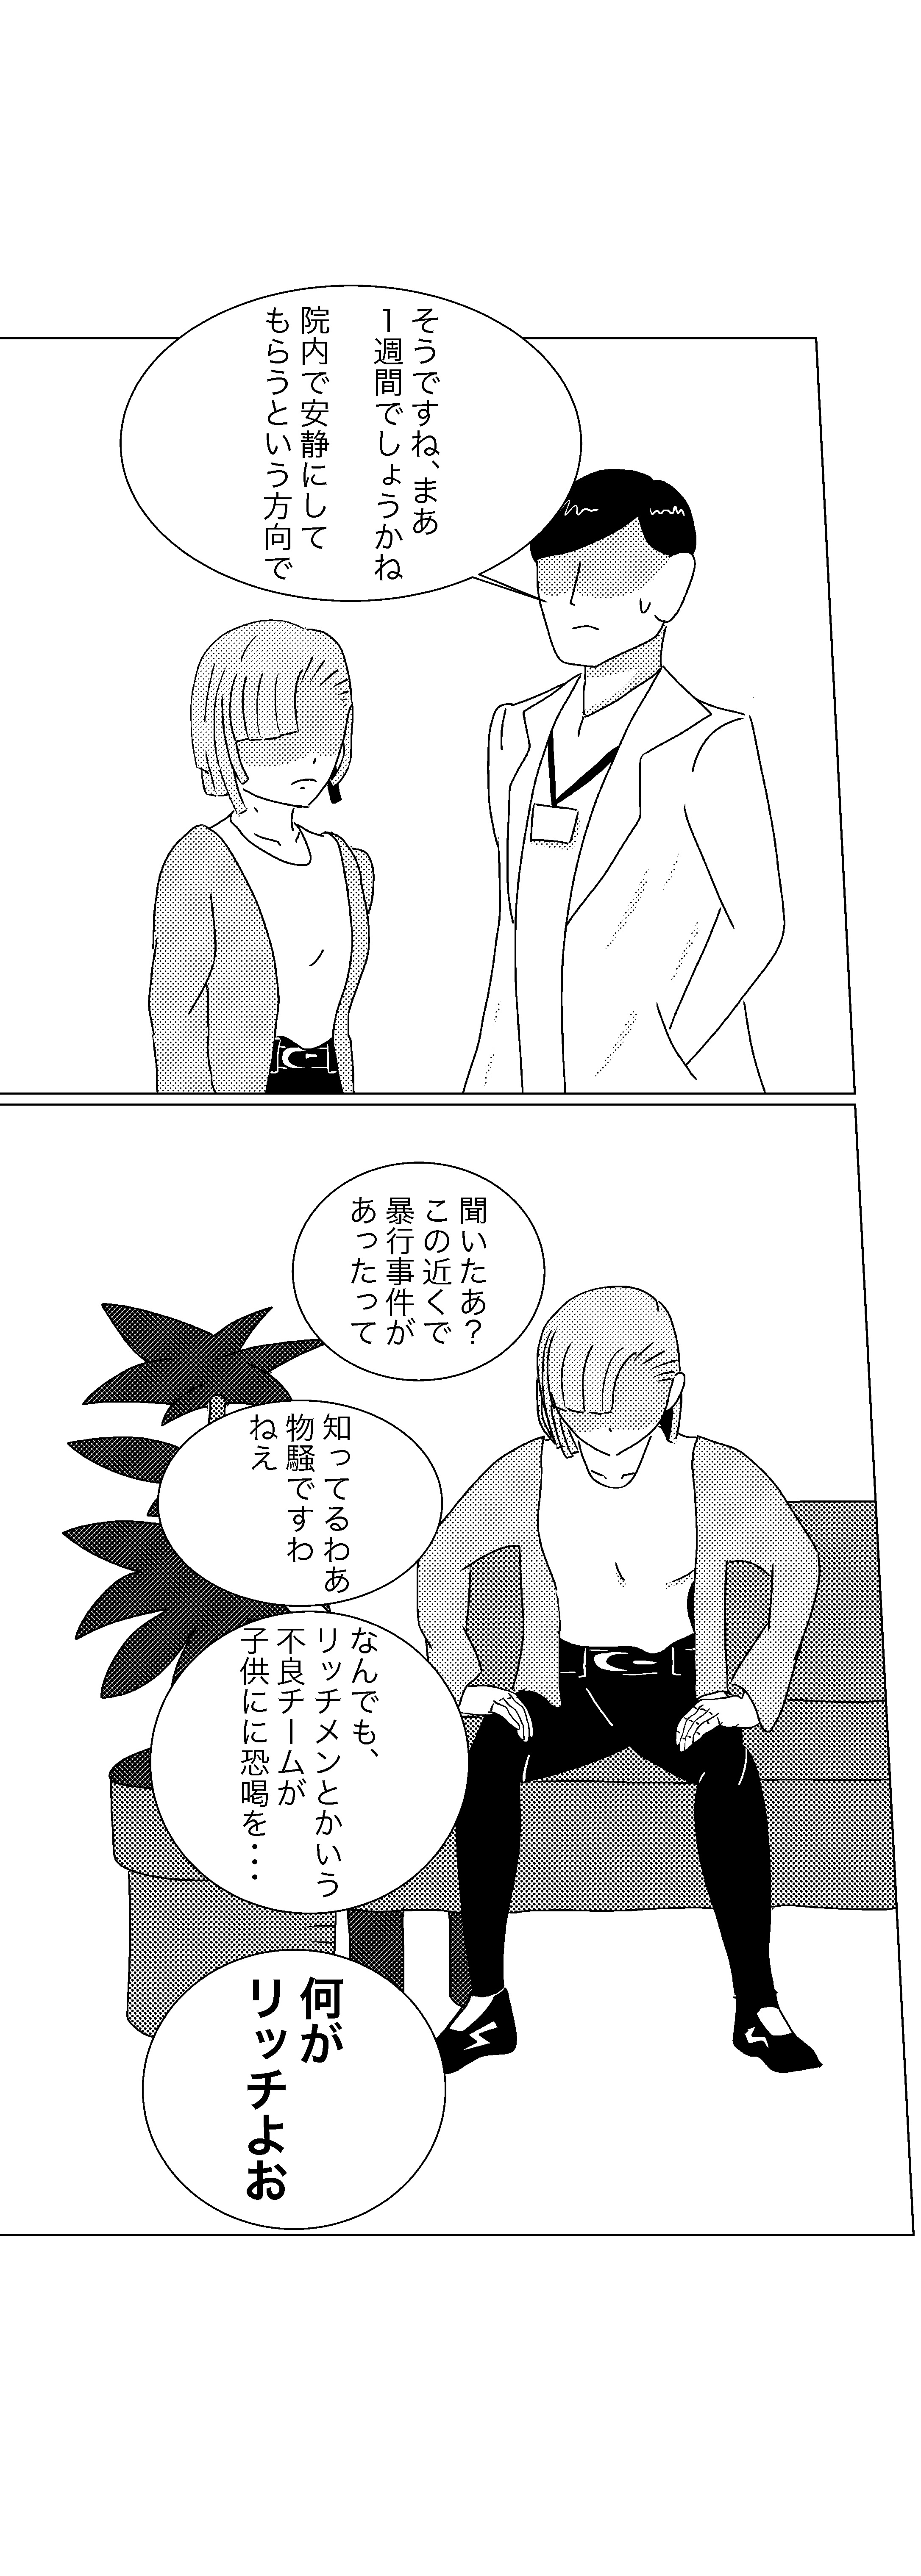 そうですね、まあ
1週間でしょうかね
院内で安静にして
もらうという方向で
聞いたあ?
この近くで
暴行事件が
あったって
知ってるわあ
物騒ですわ
ねえ
なんでも、
リッチメンとかいう
不良チームが
子供にに恐喝を・・・
何が
リッチよお